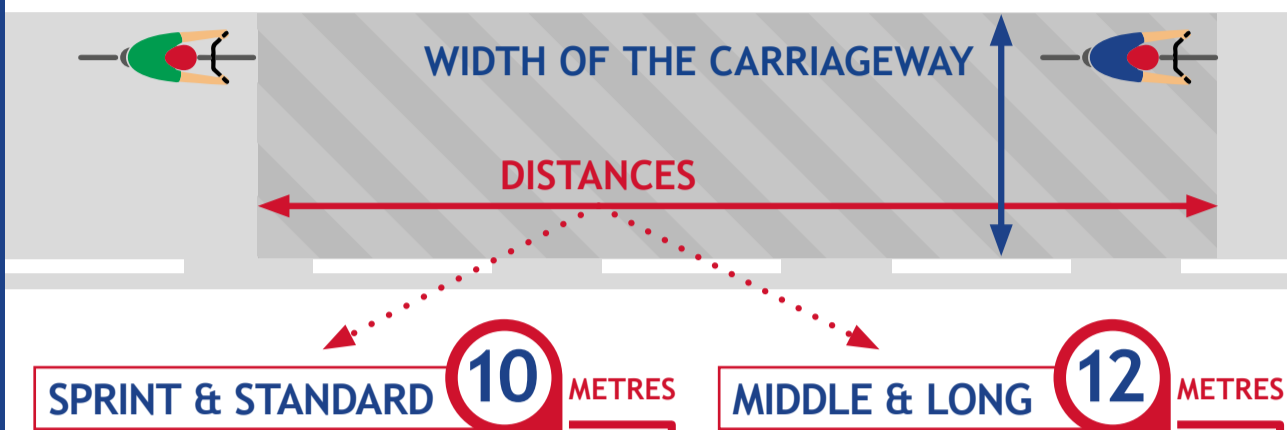 WIDTH OF THE CARRIAGEWAY
DISTANCES
SPRINT & STANDARD 10 METRES
MIDDLE & LONG 12 METRES